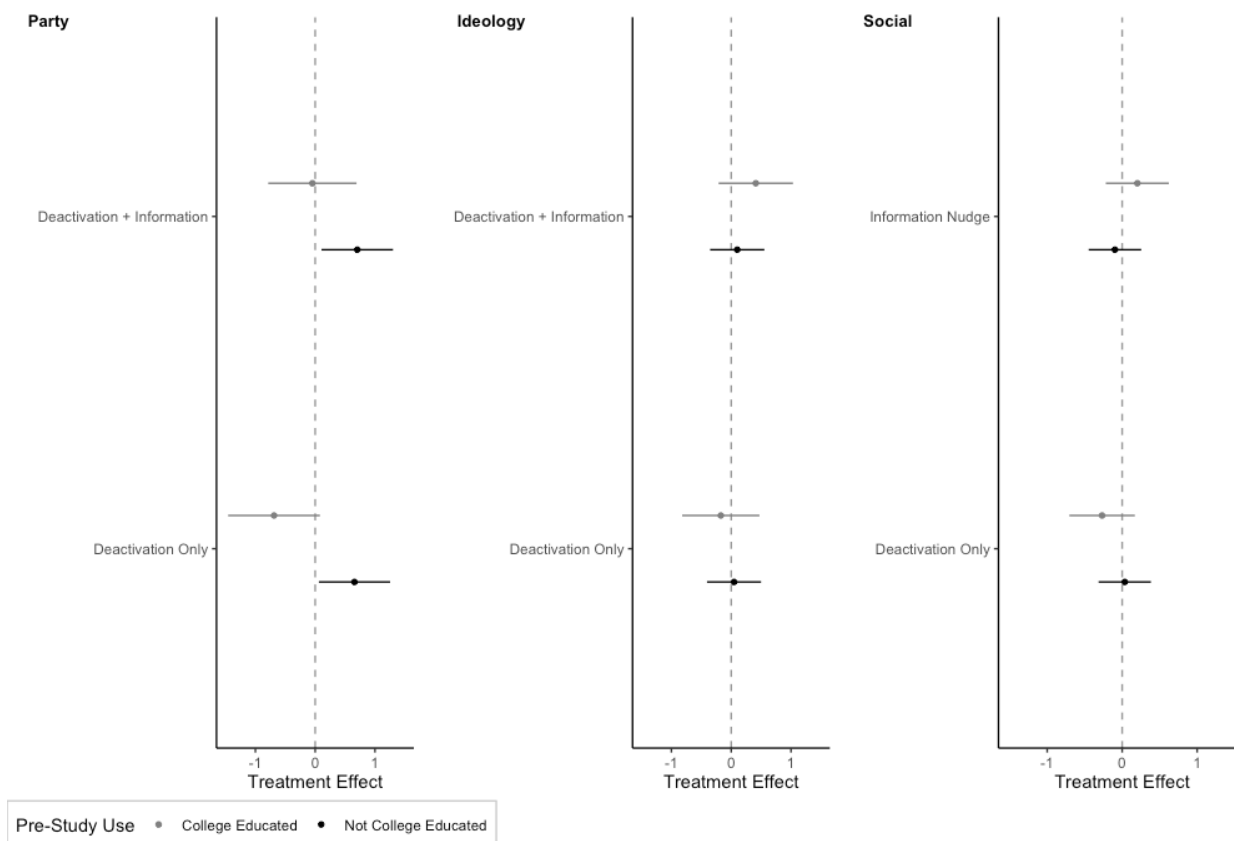 Party
Ideology
Social
Deactivation + Information
Deactivation + Information
Information Nudge
Deactivation Only
Deactivation Only
Deactivation Only
-1 0 1
-1 0 1
-1 0 1
Treatment Effect
Treatment Effect
Treatment Effect
Pre-Study Use College Educated Not College Educated